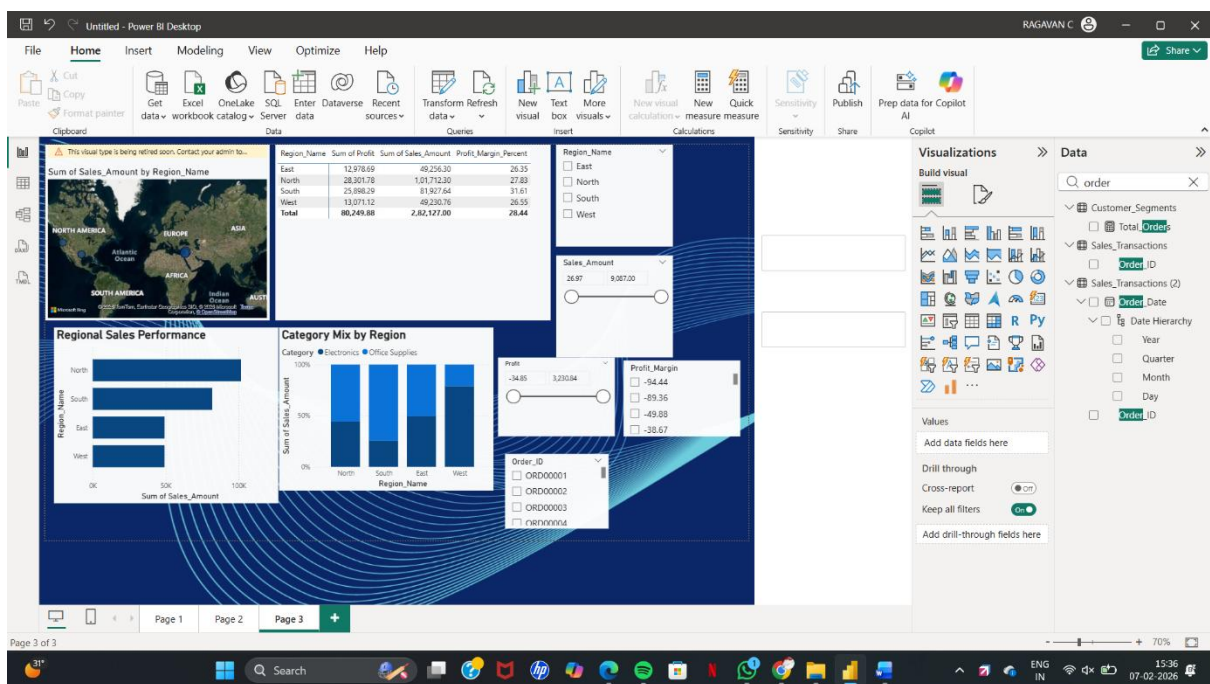 Untitled - Power BI Desktop
RAGAVAN C
File Home Insert Modeling View Optimize Help
Share
Paste
Cut
Copy
Format painter
Get data
Excel workbook
OneLake catalog
SQL Server
Enter data
Dataverse
Recent sources
Transform data
Refresh
New visual
Text box
More visuals
New visual calculation
New measure
Quick measure
Sensitivity
Publish
Prep data for AI
Copilot
Clipboard Data Queries Insert Calculations Sensitivity Share Copilot
This visual type is being retired soon. Contact your admin to...
Sum of Sales_Amount by Region_Name
NORTH AMERICA
EUROPE
ASIA
Atlantic
Ocean
AFRICA
SOUTH AMERICA
Indian
Ocean
AUST
Microsoft Bing
Region_Name Sum of Profit Sum of Sales_Amount Profit_Margin_Percent
East 12,978.69 49,256.30 26.35
North 28,301.78 1,01,712.30 27.83
South 25,898.29 81,927.64 31.61
West 13,071.12 49,230.76 26.55
Total 80,249.88 2,82,127.00 28.44
Region_Name
East
North
South
West
Sales_Amount
26.97 9,087.00
Regional Sales Performance
Region_Name
North
South
East
West
0K 50K 100K
Sum of Sales_Amount
Category Mix by Region
Category Electronics Office Supplies
Sum of Sales_Amount
100%
50%
0%
North South East West
Region_Name
Profit
-34.85 3,230.84
Profit_Margin
-94.44
-89.36
-49.88
-38.67
Order_ID
ORD00001
ORD00002
ORD00003
ORD00004
Visualizations
Build visual
R Py
Values
Add data fields here
Drill through
Cross-report Off
Keep all filters On
Add drill-through fields here
Data
order
Customer_Segments
Total_Orders
Sales_Transactions
Order_ID
Sales_Transactions (2)
Order_Date
Date Hierarchy
Year
Quarter
Month
Day
Order_ID
Page 1 Page 2 Page 3 +
Page 3 of 3
- + 70%
31°
Search
ENG
IN
15:36
07-02-2026